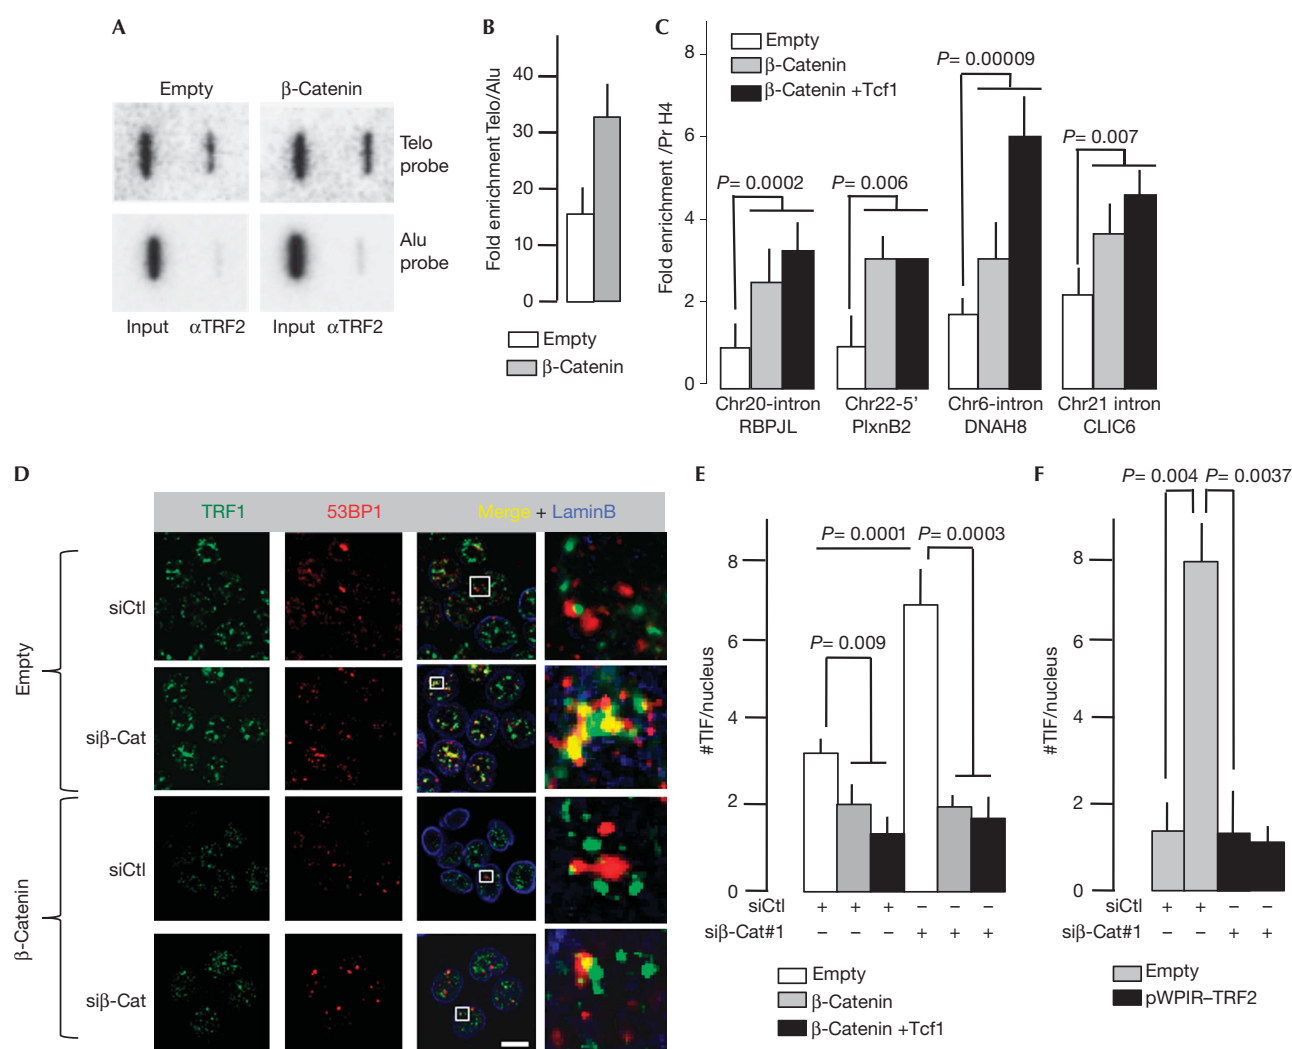 A
Empty
β-Catenin
Telo
probe
Alu
probe
Input
αTRF2
Input
αTRF2
B
Fold enrichment Telo/Alu
40
30
20
10
0
Empty
β-Catenin
C
Fold enrichment /Pr H4
8
6
4
2
0
Empty
β-Catenin
β-Catenin +Tcf1
P= 0.0002
P= 0.006
P= 0.00009
P= 0.007
Chr20-intron
RBPJL
Chr22-5’
PlxnB2
Chr6-intron
DNAH8
Chr21 intron
CLIC6
D
TRF1
53BP1
Merge + LaminB
Empty
siCtl
siβ-Cat
β-Catenin
siCtl
siβ-Cat
E
#TIF/nucleus
8
6
4
2
0
P= 0.0001
P= 0.0003
P= 0.009
siCtl + + + – – –
siβ-Cat#1 – – – + + +
Empty
β-Catenin
β-Catenin +Tcf1
F
P= 0.004
P= 0.0037
#TIF/nucleus
8
6
4
2
0
siCtl + + – –
siβ-Cat#1 – – + +
Empty
pWPIR–TRF2